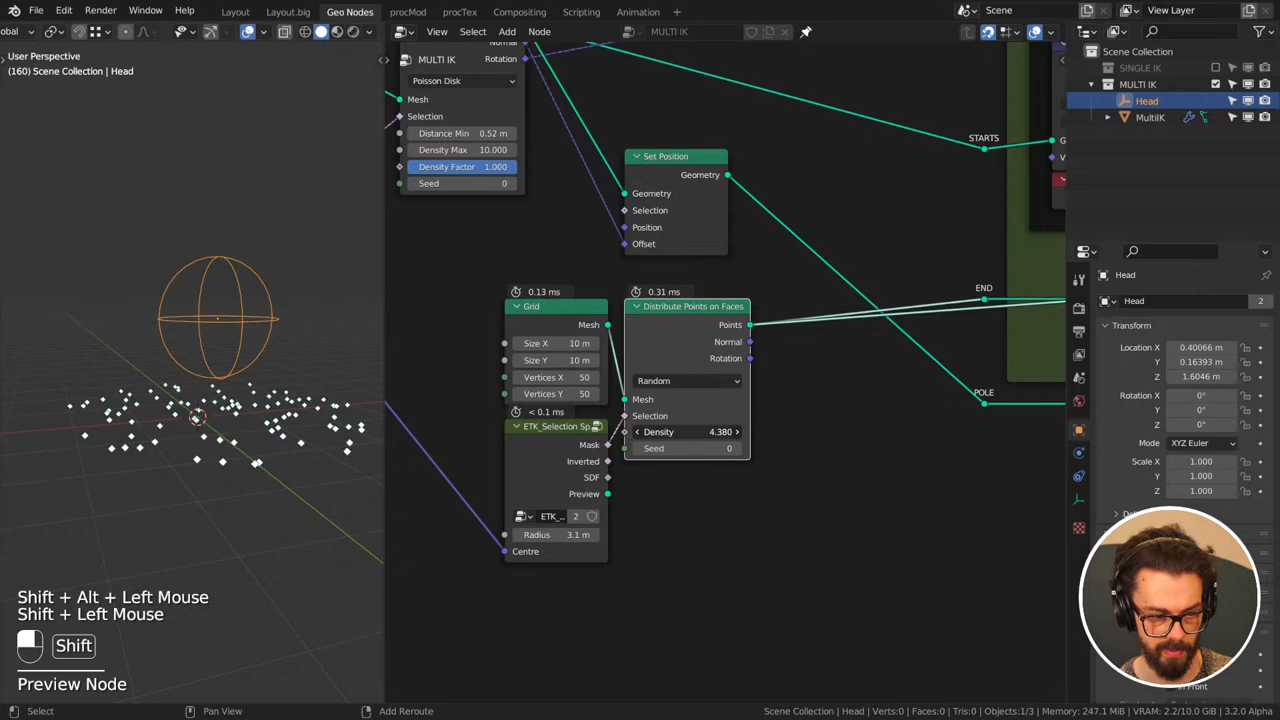 File Edit Render Window Help Layout Layout.big Geo Nodes procMod procTex Compositing Scripting Animation + Scene View Layer
obal View Select Add Node MULTI IK
User Perspective
(160) Scene Collection | Head
Normal
MULTI IK Rotation
Poisson Disk
Mesh
Selection
Distance Min 0.52 m
Density Max 10.000
Density Factor 1.000
Seed 0
Set Position
Geometry
Geometry
Selection
Position
Offset
STARTS
END
POLE
0.13 ms
Grid
Mesh
Size X 10 m
Size Y 10 m
Vertices X 50
Vertices Y 50
< 0.1 ms
ETK_Selection Sp..
Mask
Inverted
SDF
Preview
ETK_... 2
Radius 3.1 m
Centre
0.31 ms
Distribute Points on Faces
Points
Normal
Rotation
Random
Mesh
Selection
Density 4.380
Seed 0
Scene Collection
SINGLE IK
MULTI IK
Head
MultiIK
Head
Head 2
Transform
Location X 0.40066 m
Y 0.16393 m
Z 1.6046 m
Rotation X 0°
Y 0°
Z 0°
Mode XYZ Euler
Scale X 1.000
Y 1.000
Z 1.000
In Front
Shift + Alt + Left Mouse
Shift + Left Mouse
Shift
Preview Node
Select Pan View Add Reroute Scene Collection | Head | Verts:0 | Faces:0 | Tris:0 | Objects:1/3 | Memory: 247.1 MiB | VRAM: 2.2/10.0 GiB | 3.2.0 Alpha